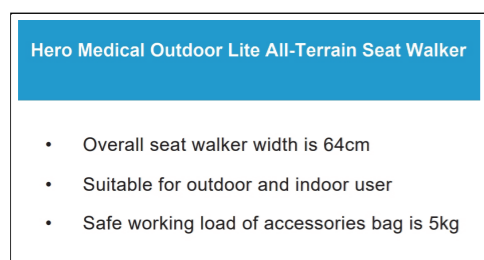 Hero Medical Outdoor Lite All-Terrain Seat Walker
• Overall seat walker width is 64cm
• Suitable for outdoor and indoor user
• Safe working load of accessories bag is 5kg